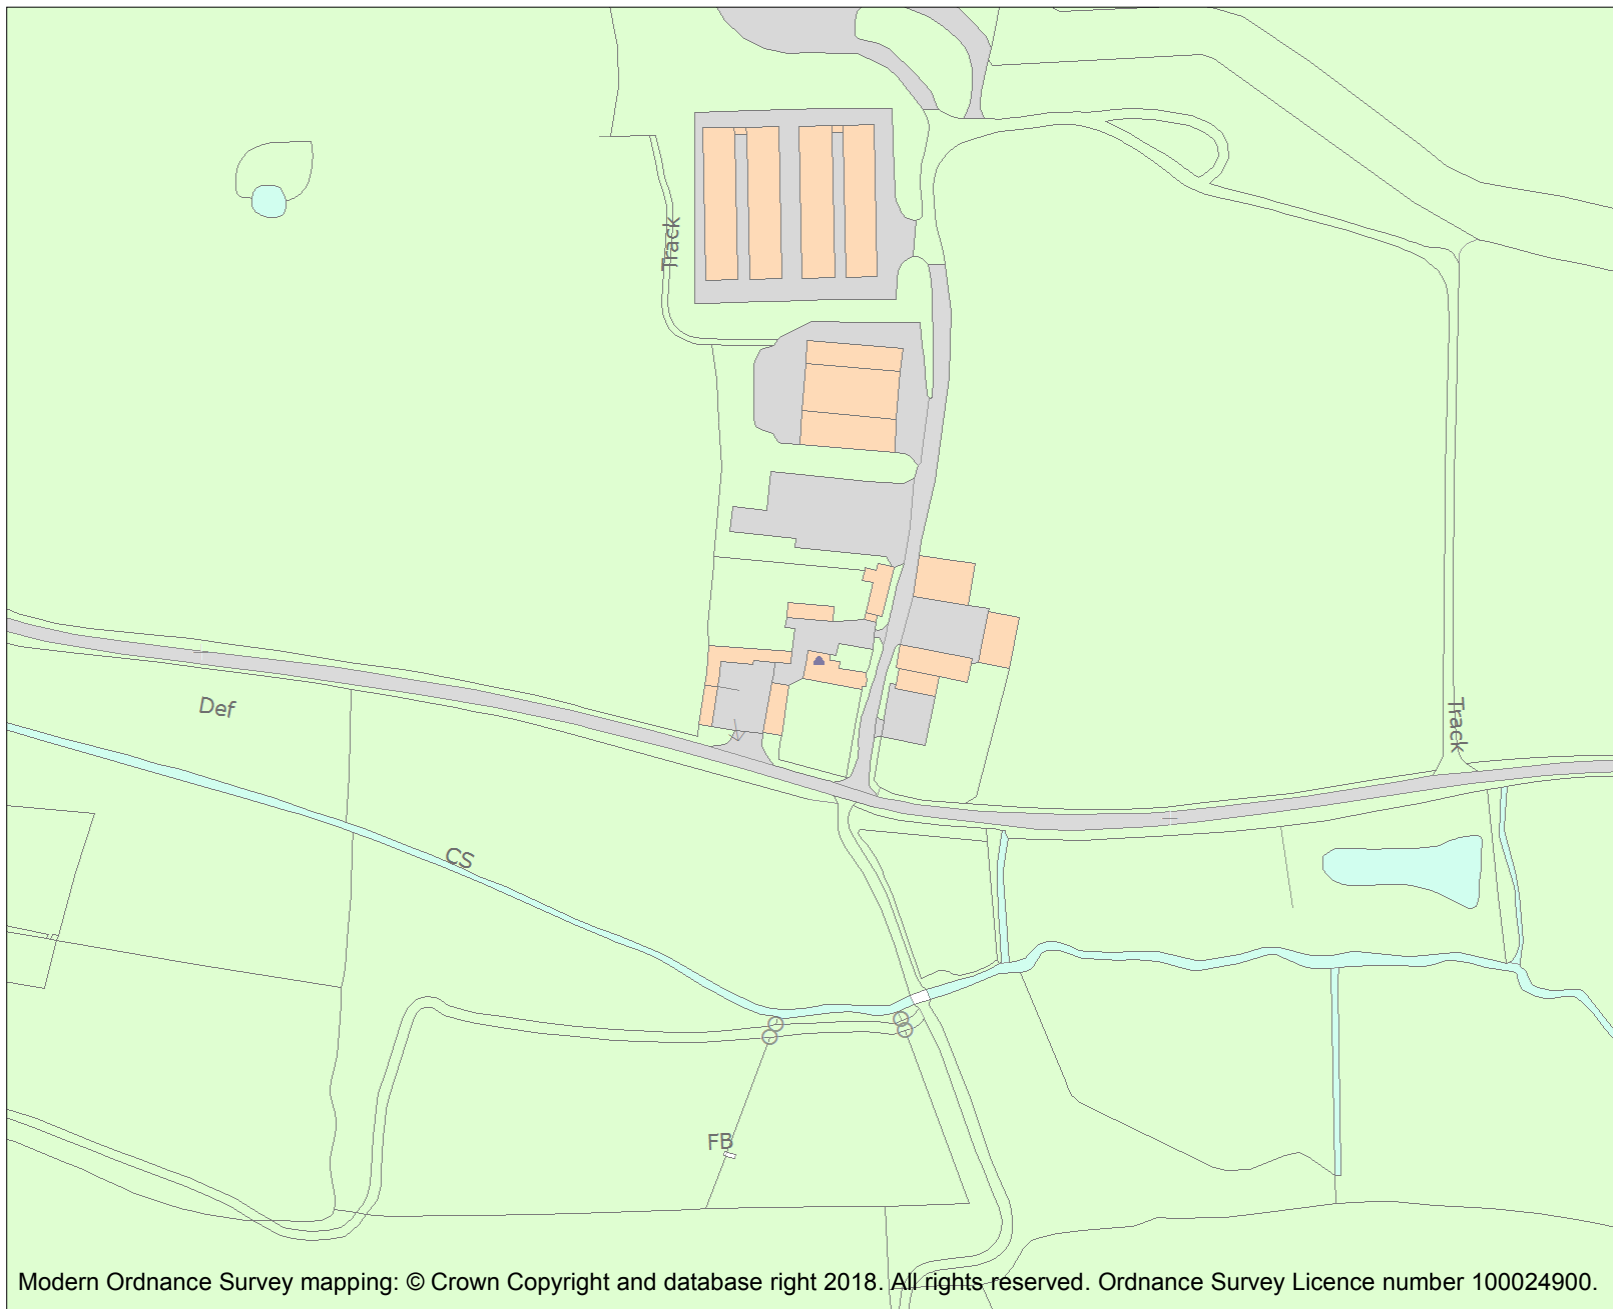 Track
Def
Track
CS
FB
Modern Ordnance Survey mapping: © Crown Copyright and database right 2018. All rights reserved. Ordnance Survey Licence number 100024900.